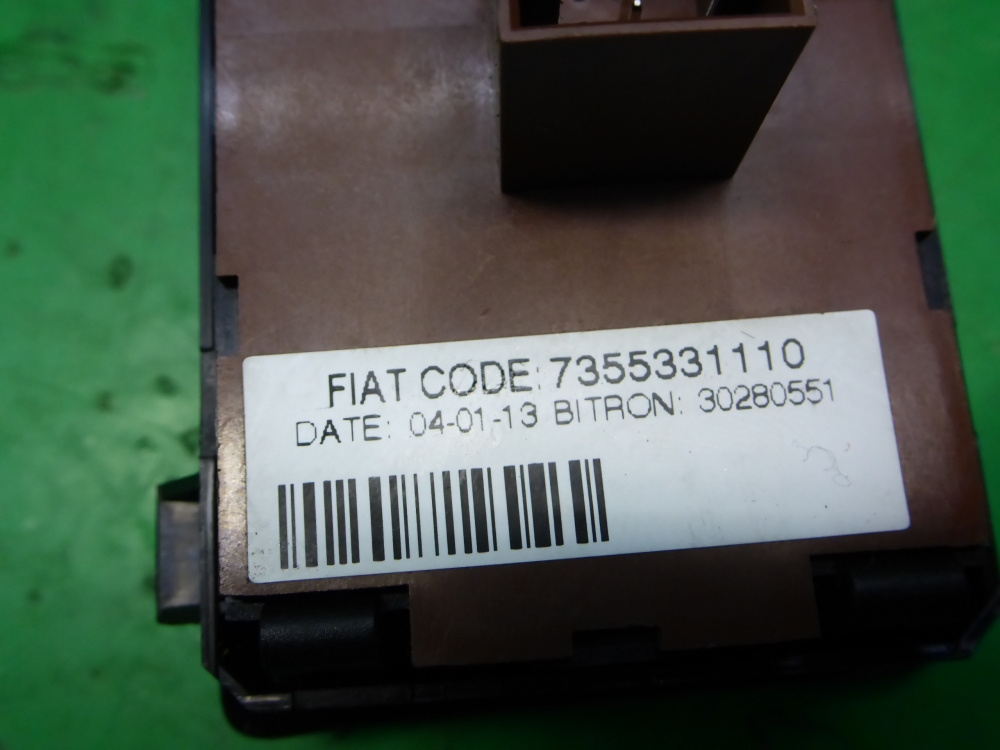 FIAT CODE: 7355331110
DATE: 04-01-13 BITRON: 30280551